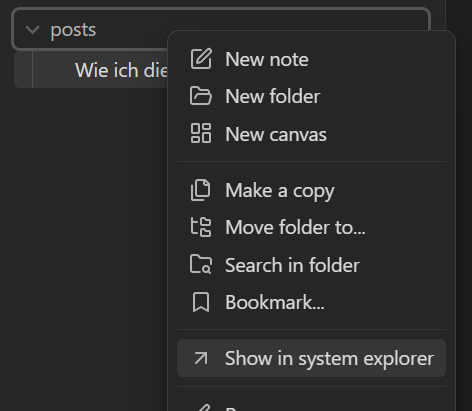 posts
Wie ich die
New note
New folder
New canvas
Make a copy
Move folder to...
Search in folder
Bookmark...
Show in system explorer